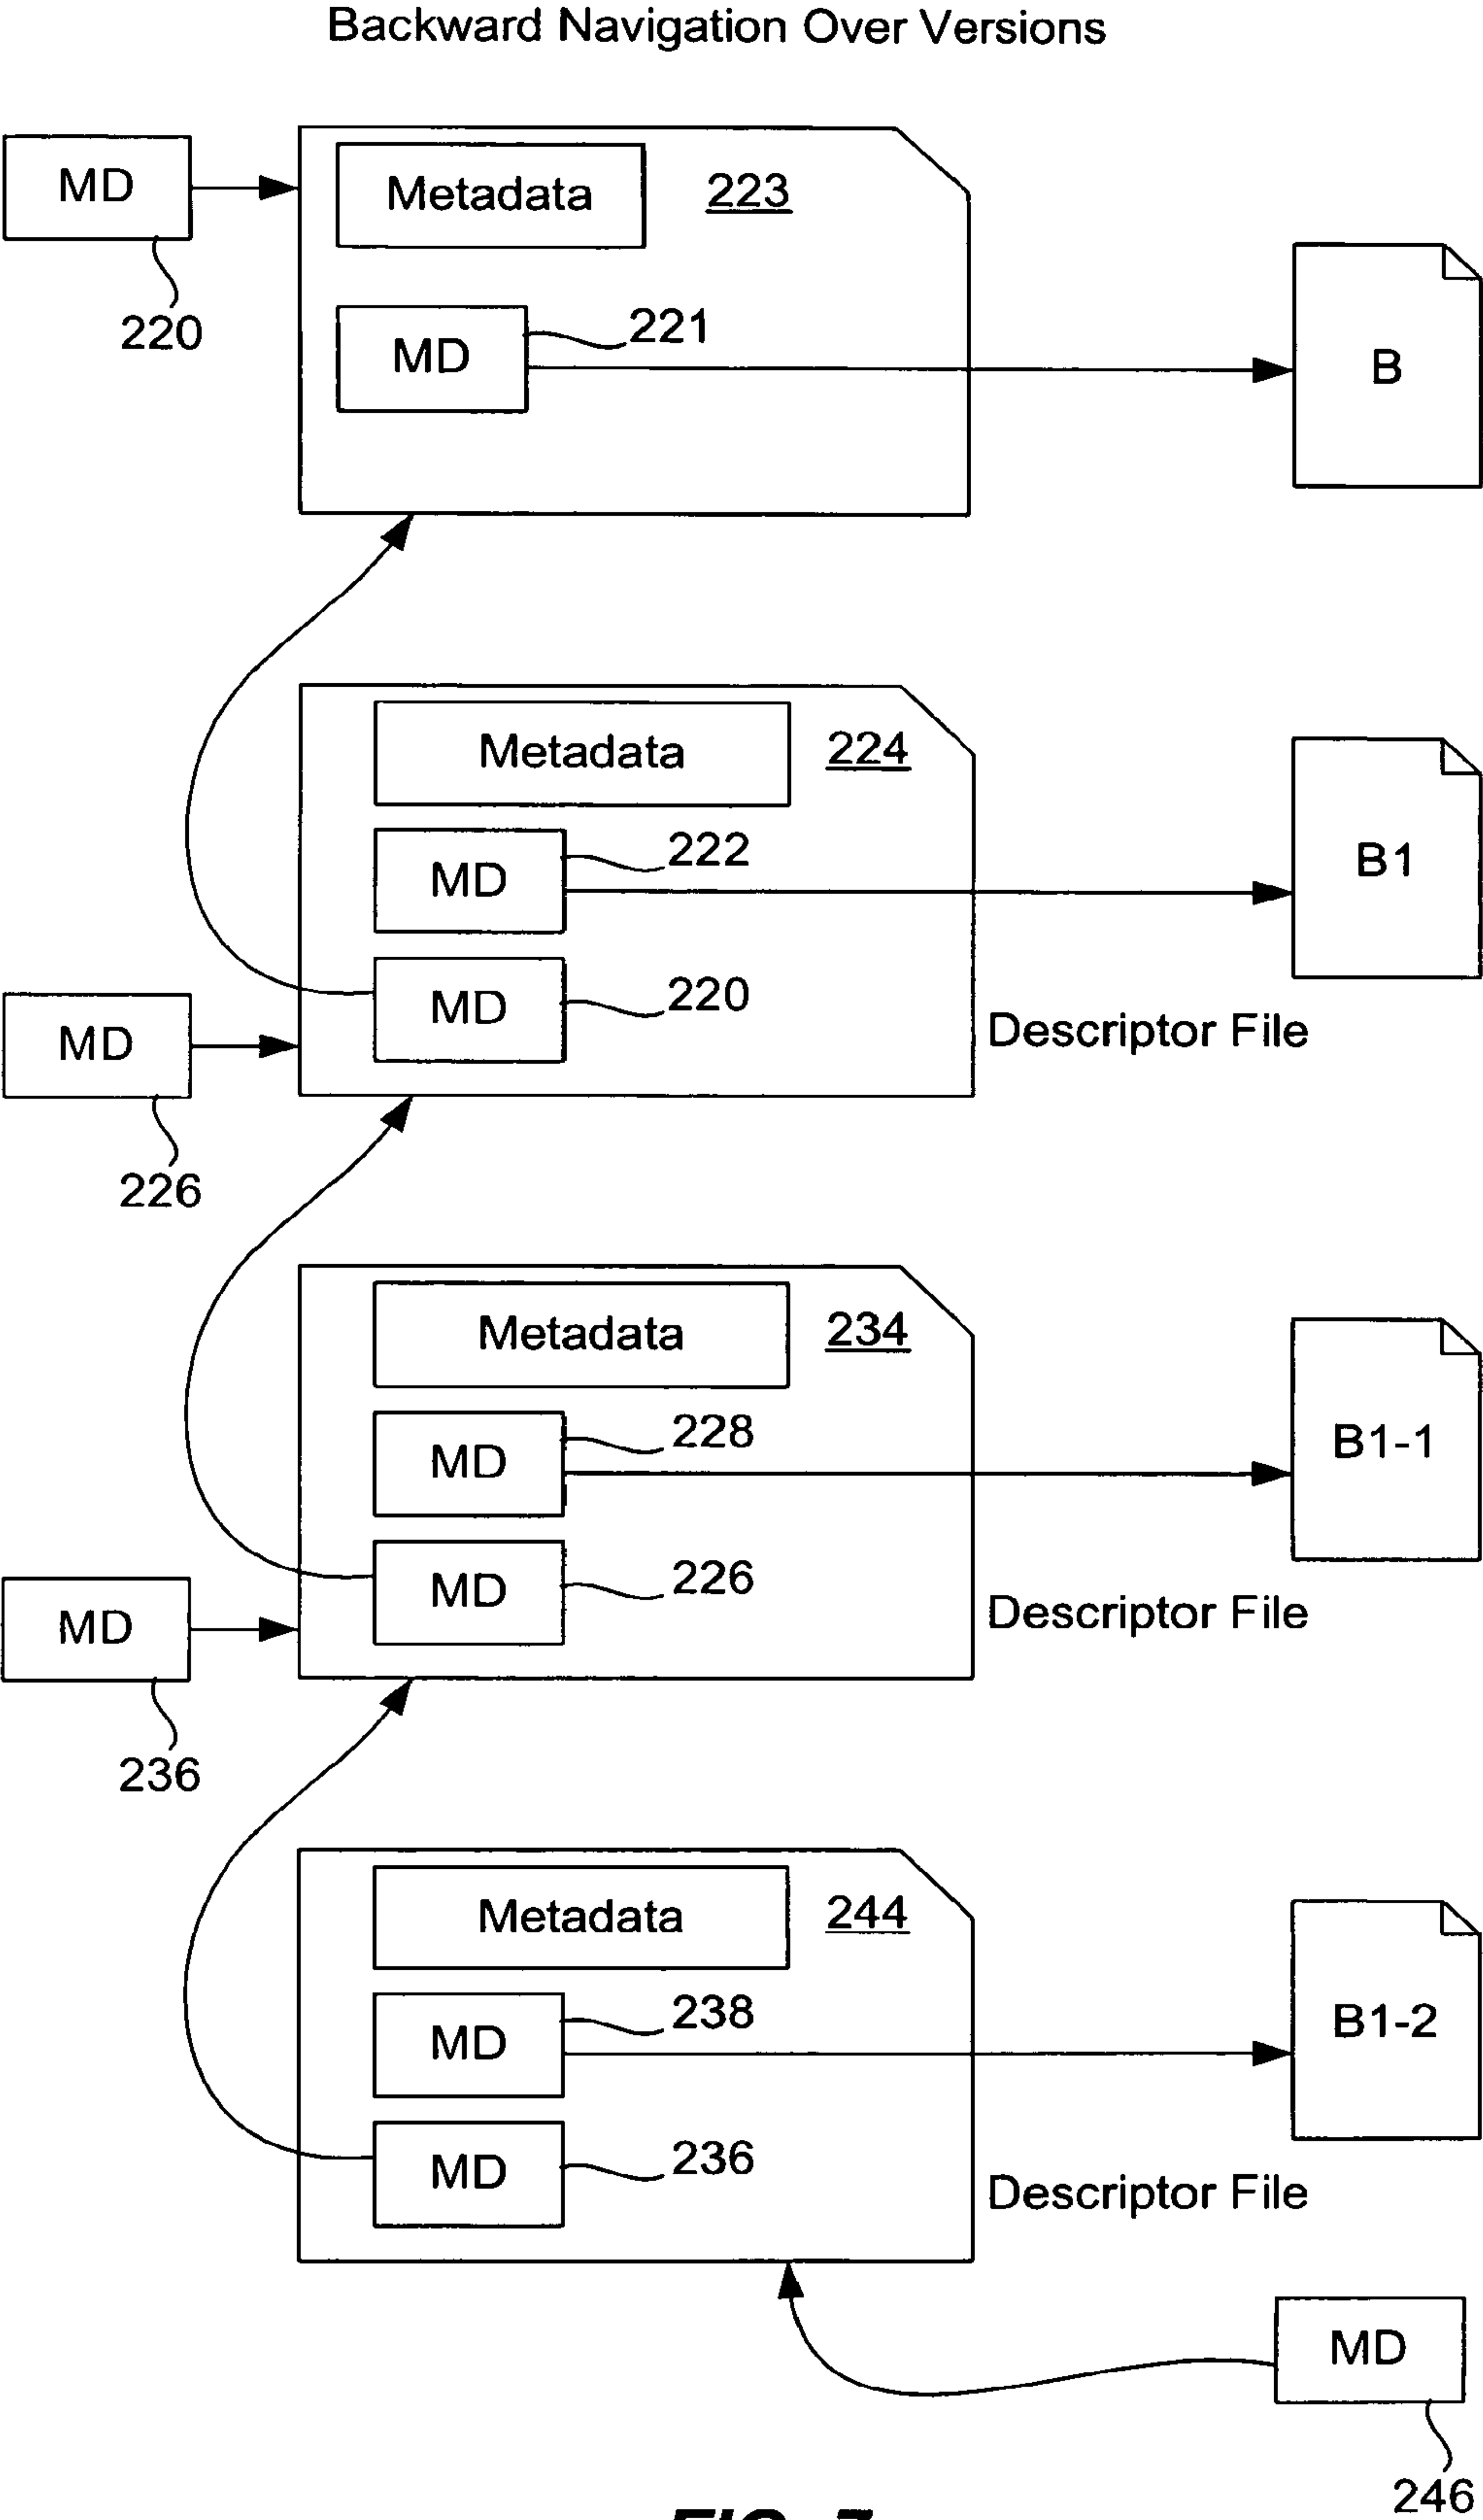 Backward Navigation Over Versions
MD
Metadata
223
220
MD
221
B
Metadata
224
MD
222
B1
MD
220
MD
Descriptor File
226
Metadata
234
MD
228
B1-1
MD
226
MD
Descriptor File
236
Metadata
244
MD
238
B1-2
MD
236
Descriptor File
MD
246